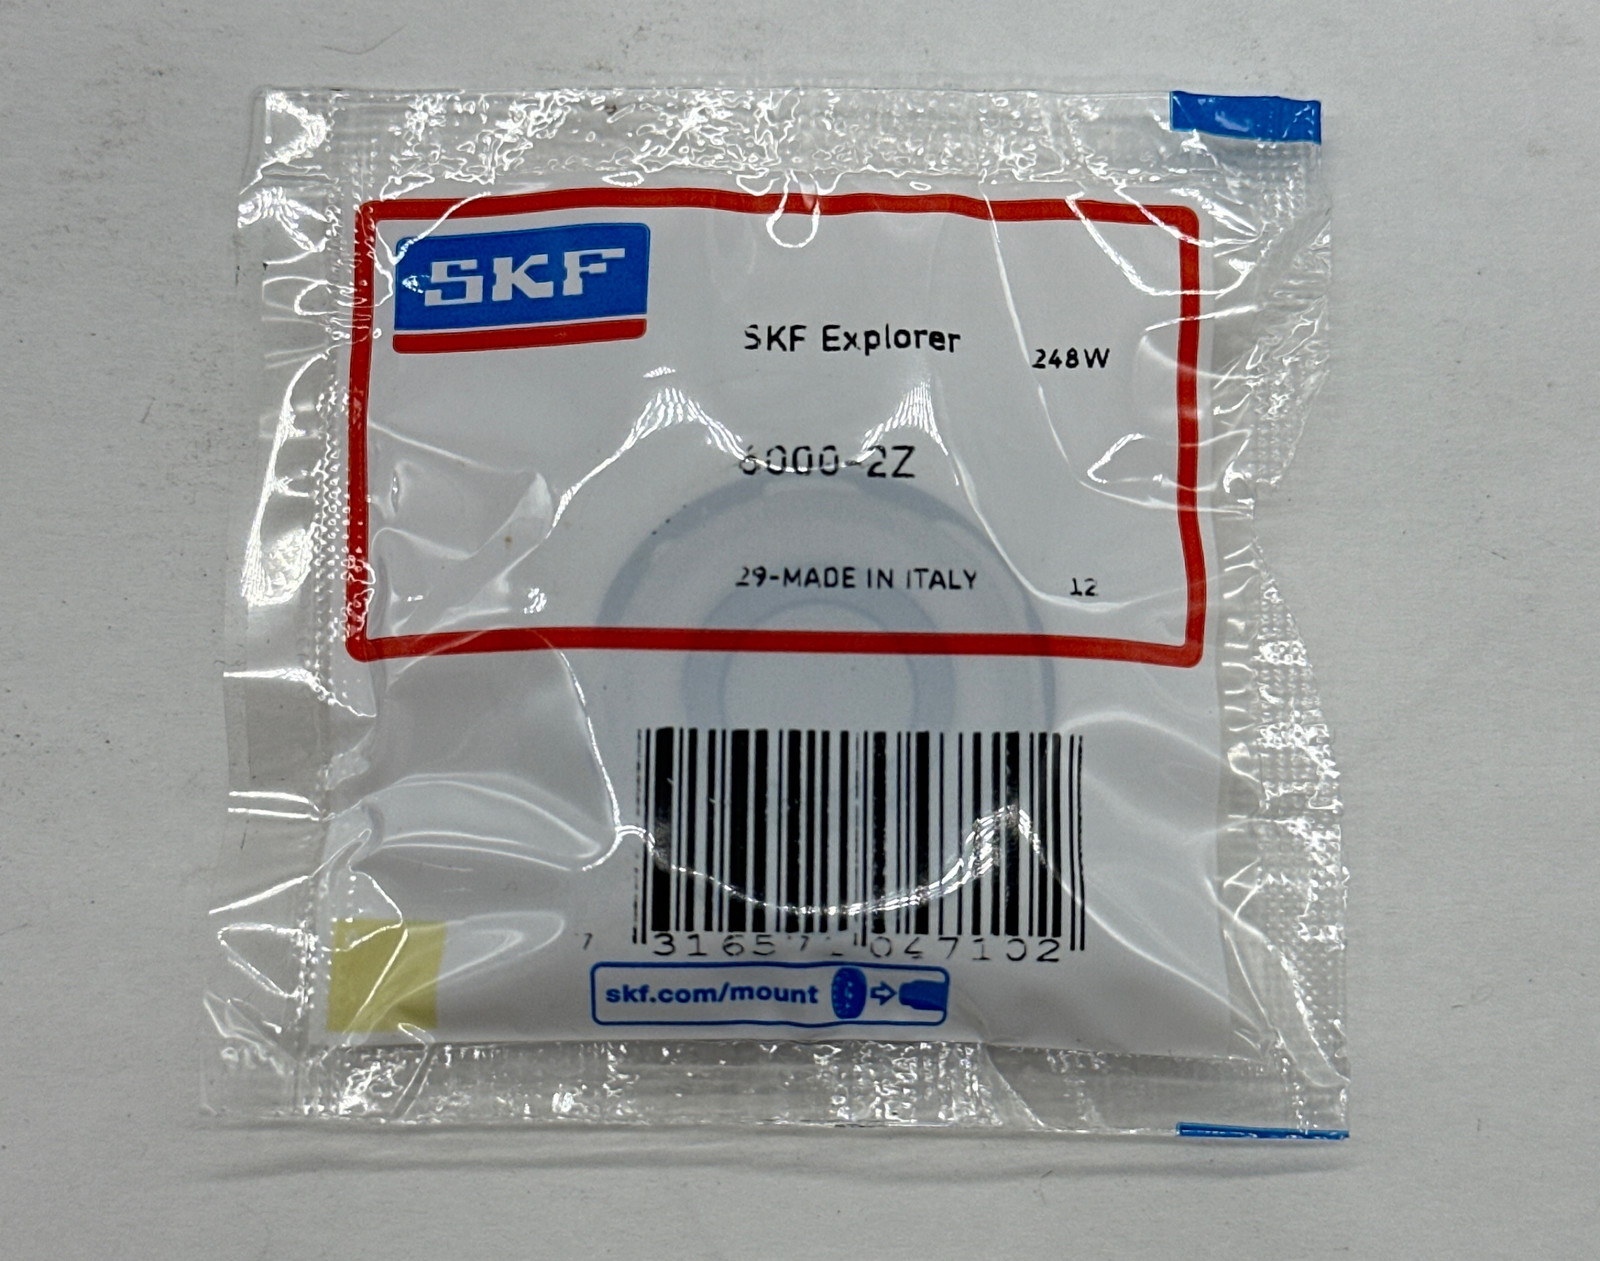 SKF
SKF Explorer
248W
6000-2Z
29-MADE IN ITALY
12
7 316571 047102
skf.com/mount